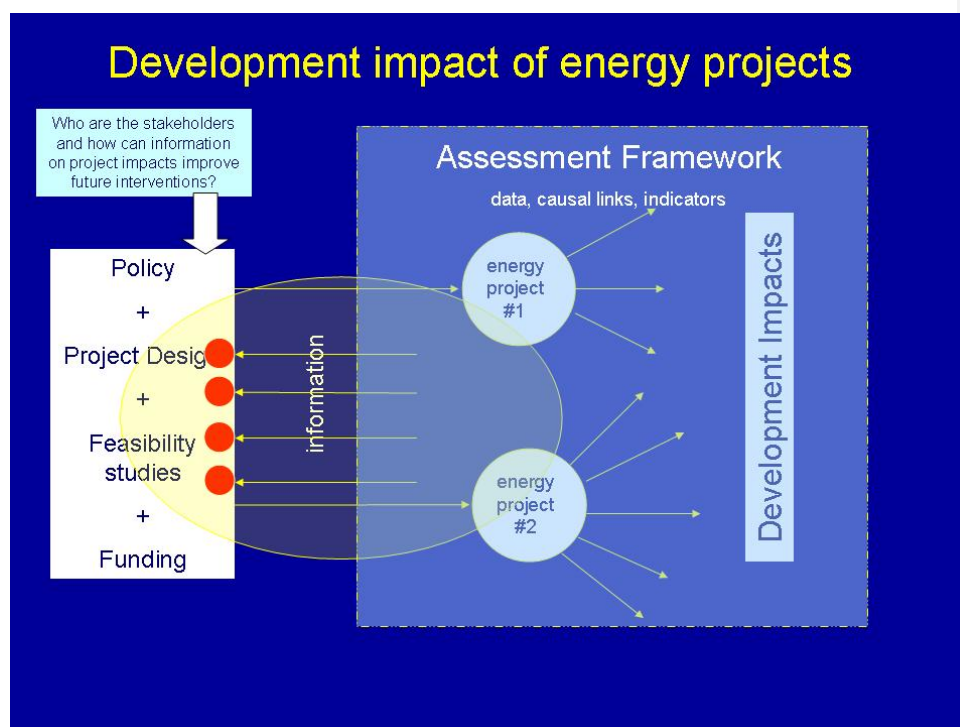 Development impact of energy projects
Who are the stakeholders
and how can information
on project impacts improve
future interventions?
Policy
+
Project Desig
+
Feasibility
studies
+
Funding
information
Assessment Framework
data, causal links, indicators
energy
project
#1
energy
project
#2
Development Impacts